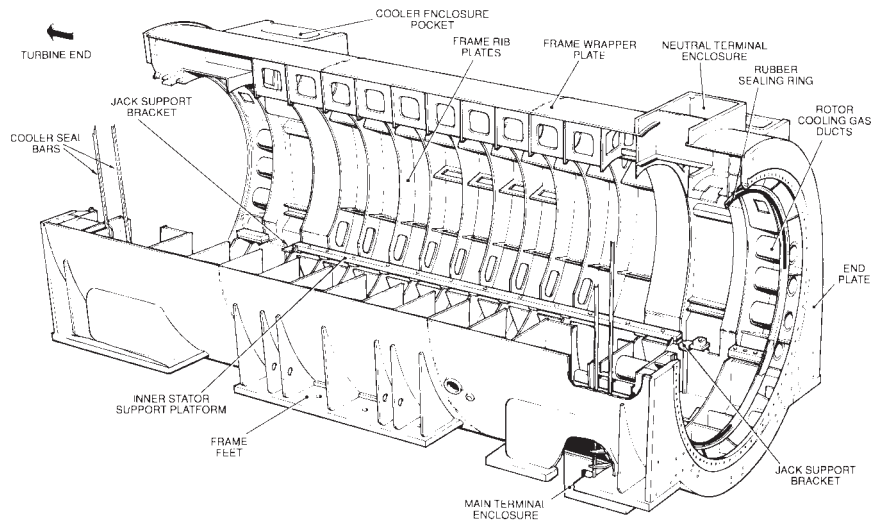 COOLER ENCLOSURE
POCKET
TURBINE END
FRAME RIB
PLATES
FRAME WRAPPER
PLATE
NEUTRAL TERMINAL
ENCLOSURE
RUBBER
SEALING RING
JACK SUPPORT
BRACKET
ROTOR
COOLING GAS
DUCTS
COOLER SEAL
BARS
END
PLATE
INNER STATOR
SUPPORT PLATFORM
FRAME
FEET
JACK SUPPORT
BRACKET
MAIN TERMINAL
ENCLOSURE